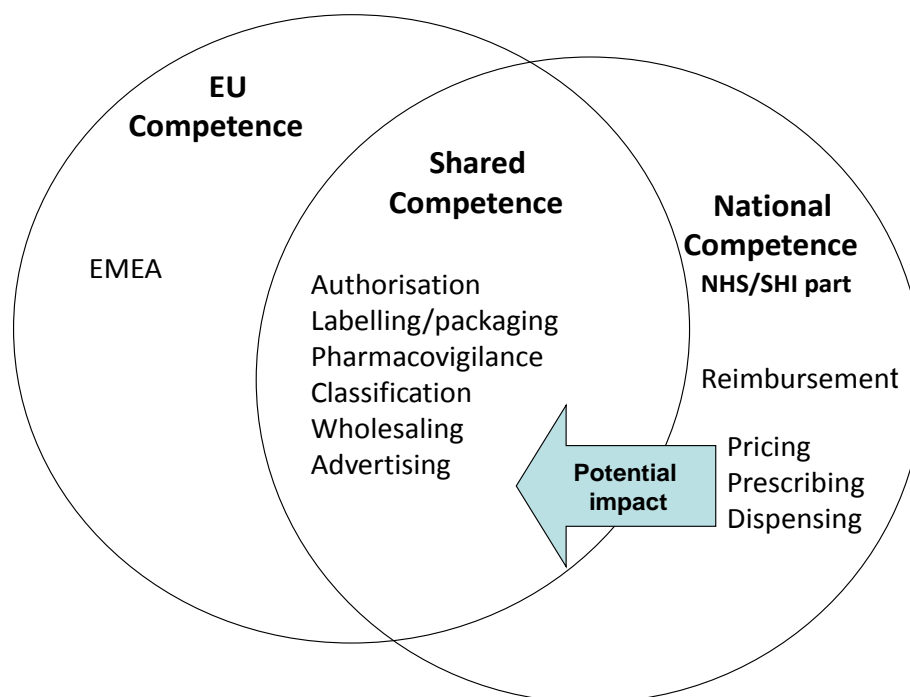 EU
Competence
EMEA
Shared
Competence
Authorisation
Labelling/packaging
Pharmacovigilance
Classification
Wholesaling
Advertising
Potential
impact
National
Competence
NHS/SHI part
Reimbursement
Pricing
Prescribing
Dispensing